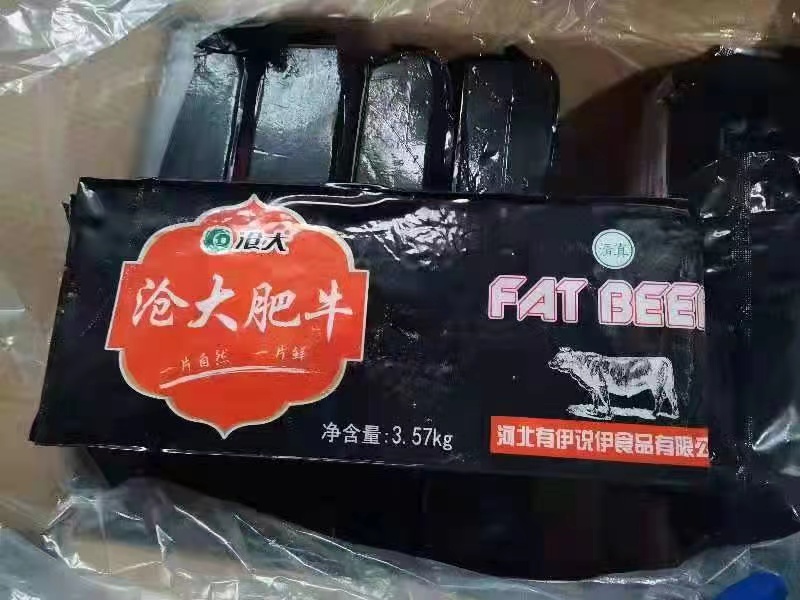 沧大
沧大肥牛
一片自然 一片鲜
净含量:3.57kg
清真
FAT BEEF
河北有伊说伊食品有限公